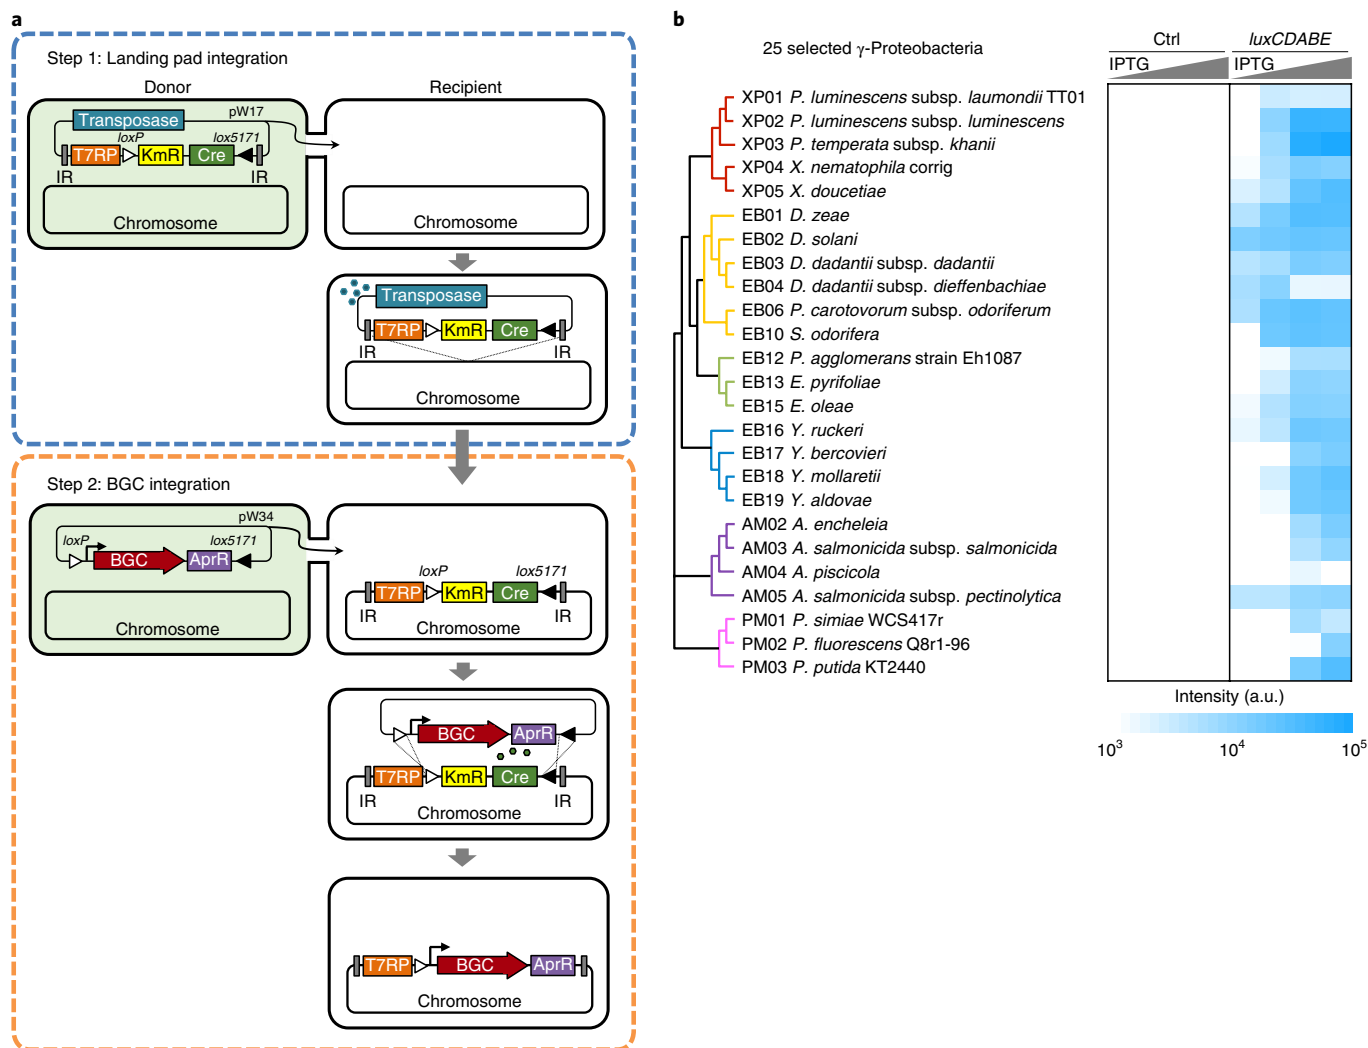 a
Step 1: Landing pad integration
Donor
Recipient
Transposase
pW17
loxP
lox5171
T7RP
KmR
Cre
IR
IR
Chromosome
Chromosome
Transposase
T7RP
KmR
Cre
IR
IR
Chromosome
Step 2: BGC integration
pW34
loxP
lox5171
BGC
AprR
Chromosome
loxP
lox5171
T7RP
KmR
Cre
IR
IR
Chromosome
BGC
AprR
T7RP
KmR
Cre
IR
IR
Chromosome
T7RP
BGC
AprR
Chromosome
b
25 selected γ-Proteobacteria
Ctrl
luxCDABE
IPTG
IPTG
XP01 P. luminescens subsp. laumondii TT01
XP02 P. luminescens subsp. luminescens
XP03 P. temperata subsp. khanii
XP04 X. nematophila corrig
XP05 X. doucetiae
EB01 D. zeae
EB02 D. solani
EB03 D. dadantii subsp. dadantii
EB04 D. dadantii subsp. dieffenbachiae
EB06 P. carotovorum subsp. odoriferum
EB10 S. odorifera
EB12 P. agglomerans strain Eh1087
EB13 E. pyrifoliae
EB15 E. oleae
EB16 Y. ruckeri
EB17 Y. bercovieri
EB18 Y. mollaretii
EB19 Y. aldovae
AM02 A. encheleia
AM03 A. salmonicida subsp. salmonicida
AM04 A. piscicola
AM05 A. salmonicida subsp. pectinolytica
PM01 P. simiae WCS417r
PM02 P. fluorescens Q8r1-96
PM03 P. putida KT2440
Intensity (a.u.)
10³
10⁴
10⁵